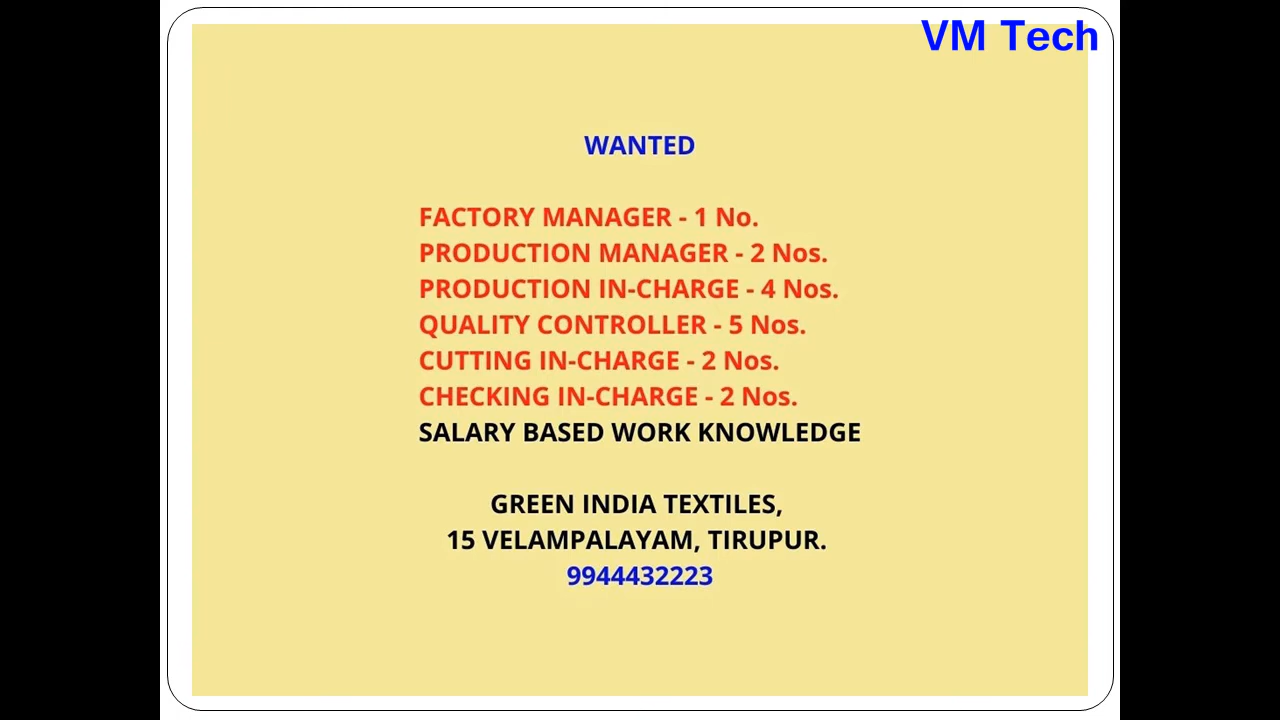 VM Tech
WANTED
FACTORY MANAGER - 1 No.
PRODUCTION MANAGER - 2 Nos.
PRODUCTION IN-CHARGE - 4 Nos.
QUALITY CONTROLLER - 5 Nos.
CUTTING IN-CHARGE - 2 Nos.
CHECKING IN-CHARGE - 2 Nos.
SALARY BASED WORK KNOWLEDGE
GREEN INDIA TEXTILES,
15 VELAMPALAYAM, TIRUPUR.
9944432223